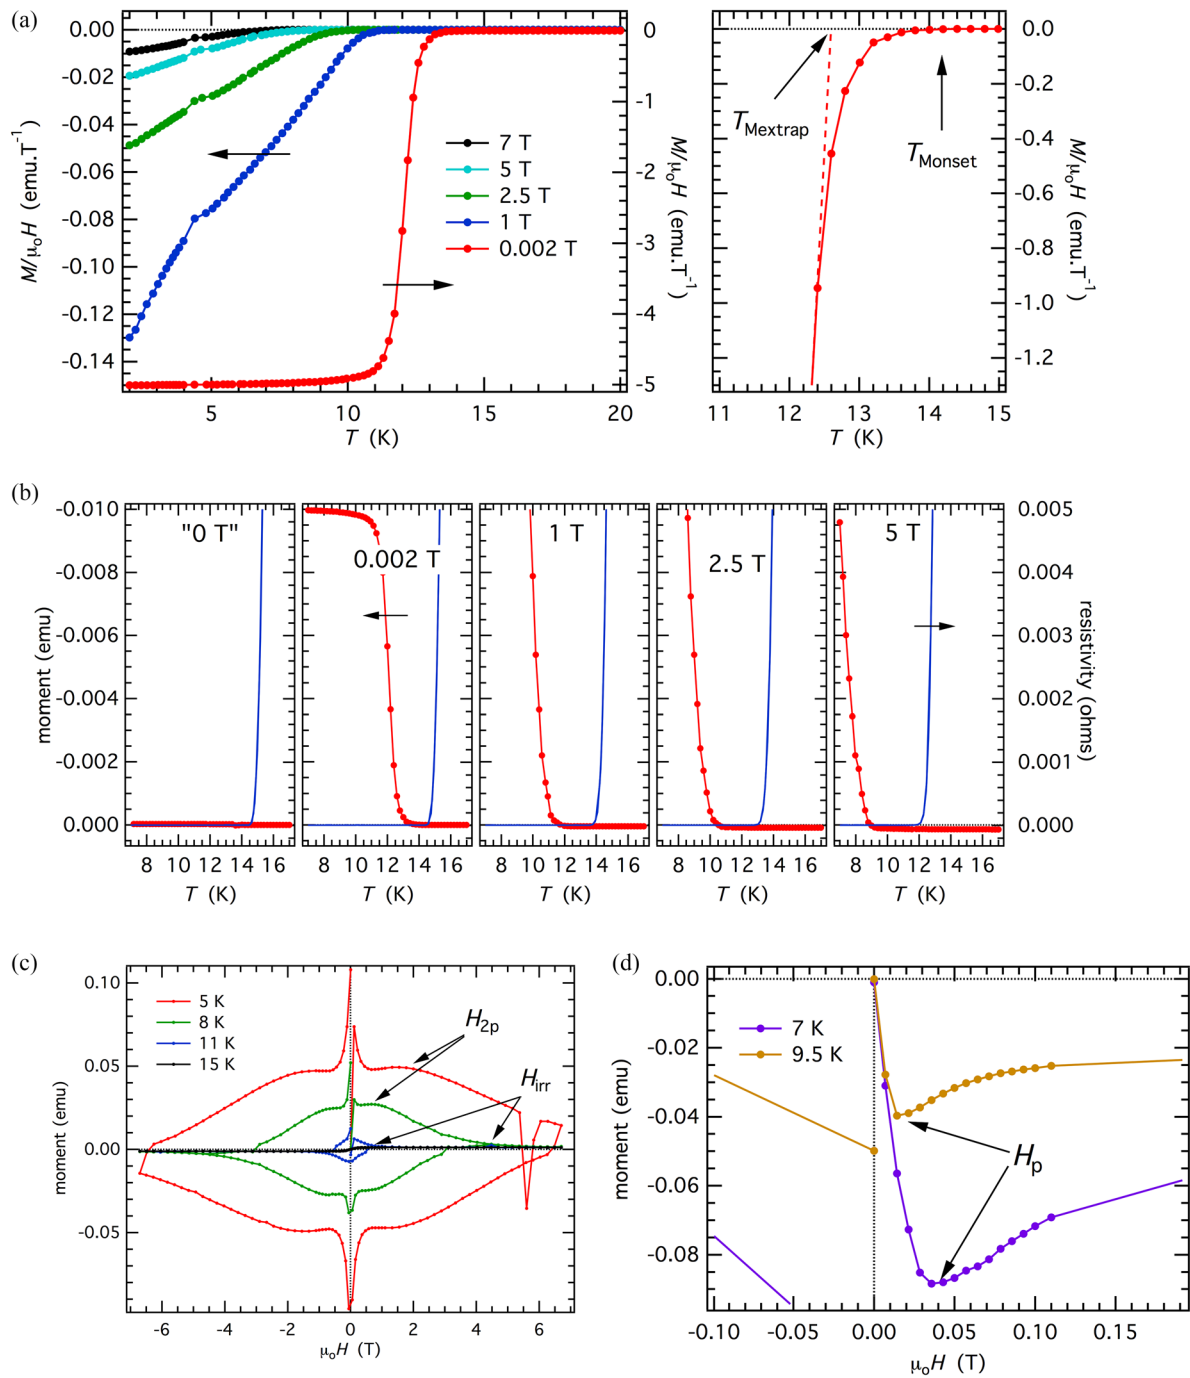 (a)
0.00
-0.02
-0.04
-0.06
-0.08
-0.10
-0.12
-0.14
M/μoH (emu.T-1)
7 T
5 T
2.5 T
1 T
0.002 T
0
-1
-2
-3
-4
-5
M/μoH (emu.T-1)
5
10
15
20
T (K)
TMextrap
TMonset
0.0
-0.2
-0.4
-0.6
-0.8
-1.0
-1.2
M/μoH (emu.T-1)
11
12
13
14
15
T (K)
(b)
-0.010
-0.008
-0.006
-0.004
-0.002
0.000
moment (emu)
"0 T"
0.002 T
1 T
2.5 T
5 T
0.005
0.004
0.003
0.002
0.001
0.000
resistivity (ohms)
8 10 12 14 16
8 10 12 14 16
8 10 12 14 16
8 10 12 14 16
8 10 12 14 16
T (K)
T (K)
T (K)
T (K)
T (K)
(c)
0.10
0.05
0.00
-0.05
moment (emu)
5 K
8 K
11 K
15 K
H2p
Hirr
-6
-4
-2
0
2
4
6
μoH (T)
(d)
0.00
-0.02
-0.04
-0.06
-0.08
moment (emu)
7 K
9.5 K
Hp
-0.10
-0.05
0.00
0.05
0.10
0.15
μoH (T)